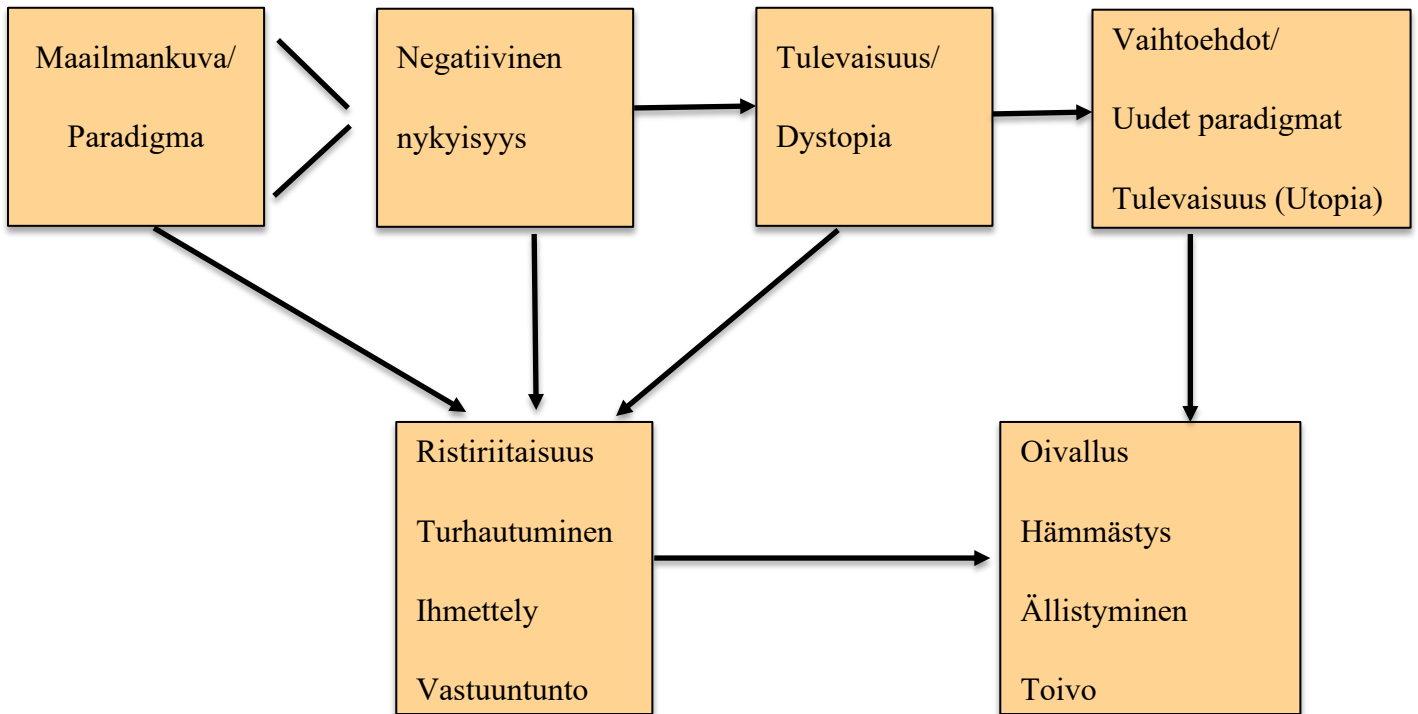 Maailmankuva/
Paradigma
Negatiivinen
nykyisyys
Tulevaisuus/
Dystopia
Vaihtoehdot/
Uudet paradigmat
Tulevaisuus (Utopia)
Ristiriitaisuus
Turhautuminen
Ihmettely
Vastuuntunto
Oivallus
Hämmästys
Ällistyminen
Toivo